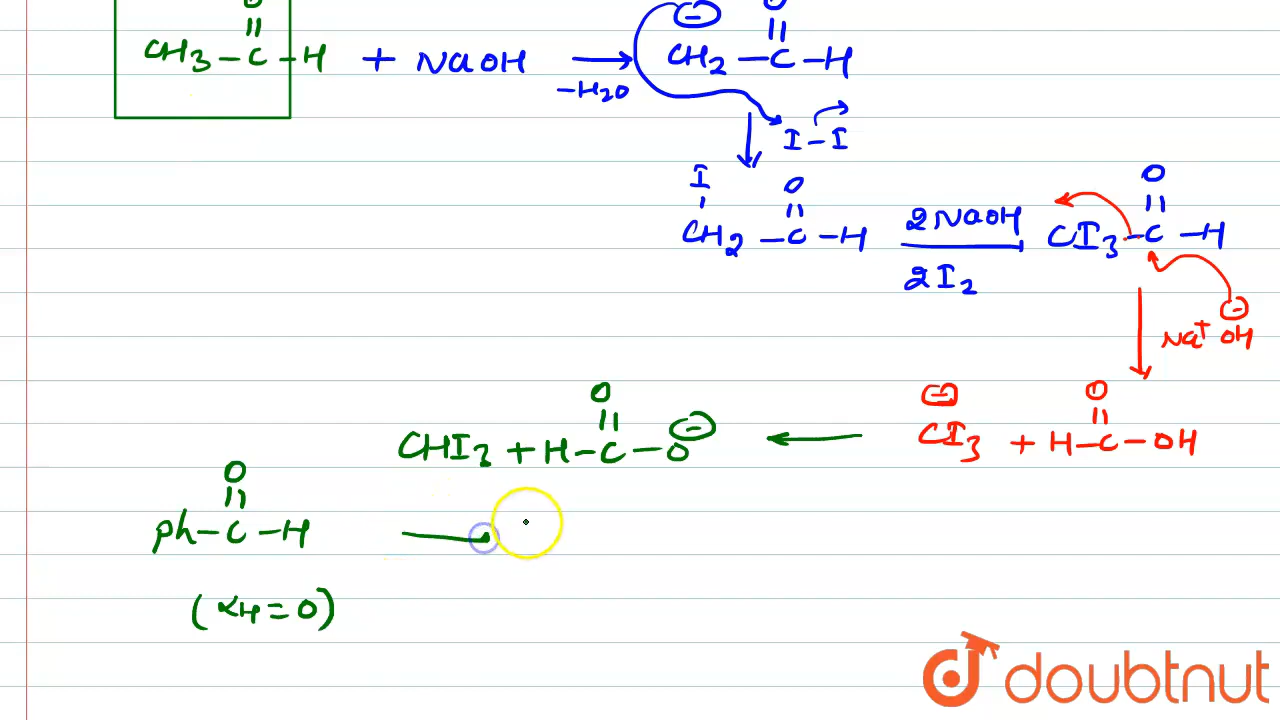 O O
CH3-C-H + NaOH -H2O ⊖ CH2-C-H
I-I
I O O
CH2-C-H 2NaOH 2I2 CI3-C-H
Na+ ⊖OH
O ⊖ O
CHI3 + H-C-O⊖ CI3 + H-C-OH
O
ph-C-H
(αH=0)
doubtnut